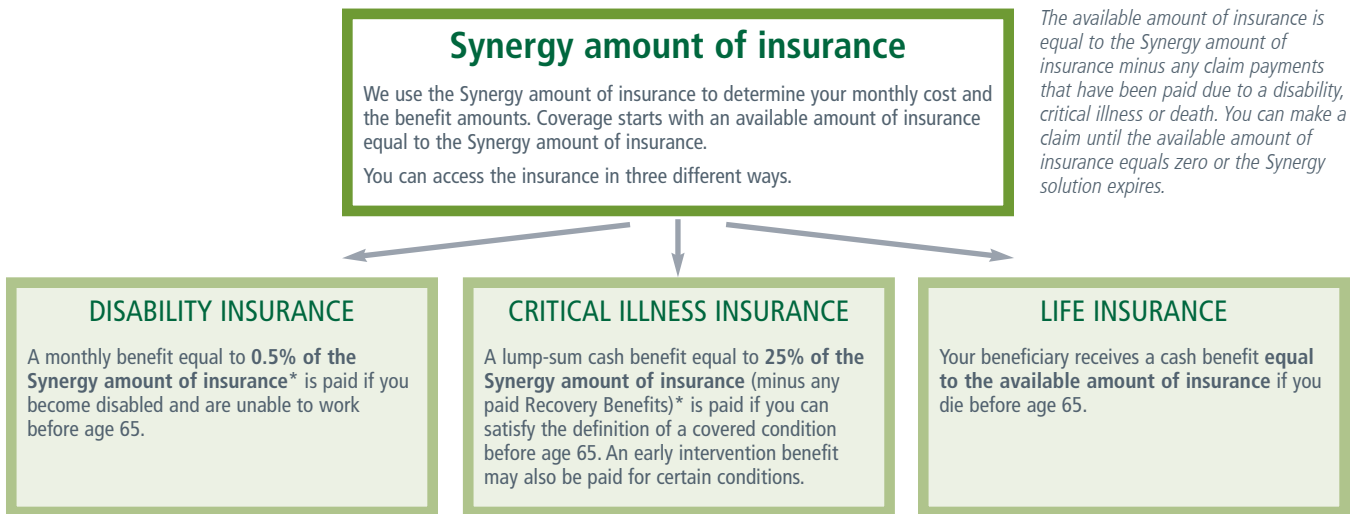 Synergy amount of insurance
We use the Synergy amount of insurance to determine your monthly cost and
the benefit amounts. Coverage starts with an available amount of insurance
equal to the Synergy amount of insurance.
You can access the insurance in three different ways.
The available amount of insurance is
equal to the Synergy amount of
insurance minus any claim payments
that have been paid due to a disability,
critical illness or death. You can make a
claim until the available amount of
insurance equals zero or the Synergy
solution expires.
DISABILITY INSURANCE
A monthly benefit equal to 0.5% of the
Synergy amount of insurance* is paid if you
become disabled and are unable to work
before age 65.
CRITICAL ILLNESS INSURANCE
A lump-sum cash benefit equal to 25% of the
Synergy amount of insurance (minus any
paid Recovery Benefits)* is paid if you can
satisfy the definition of a covered condition
before age 65. An early intervention benefit
may also be paid for certain conditions.
LIFE INSURANCE
Your beneficiary receives a cash benefit equal
to the available amount of insurance if you
die before age 65.